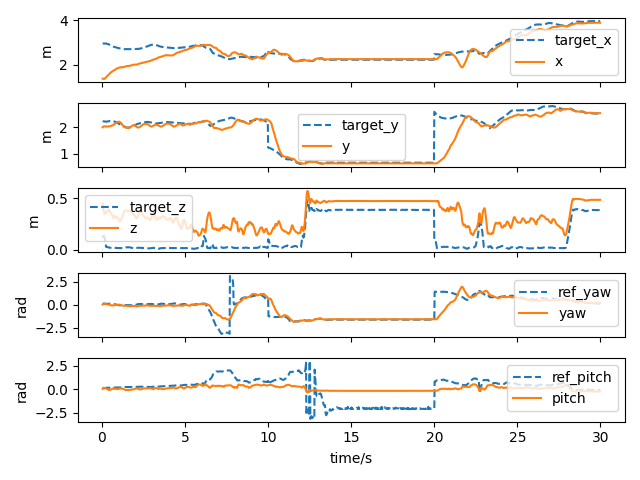 4
2
m
target_x
x
2
1
m
target_y
y
0.5
0.0
m
target_z
z
2.5
0.0
−2.5
rad
ref_yaw
yaw
2.5
0.0
−2.5
rad
ref_pitch
pitch
0 5 10 15 20 25 30
time/s